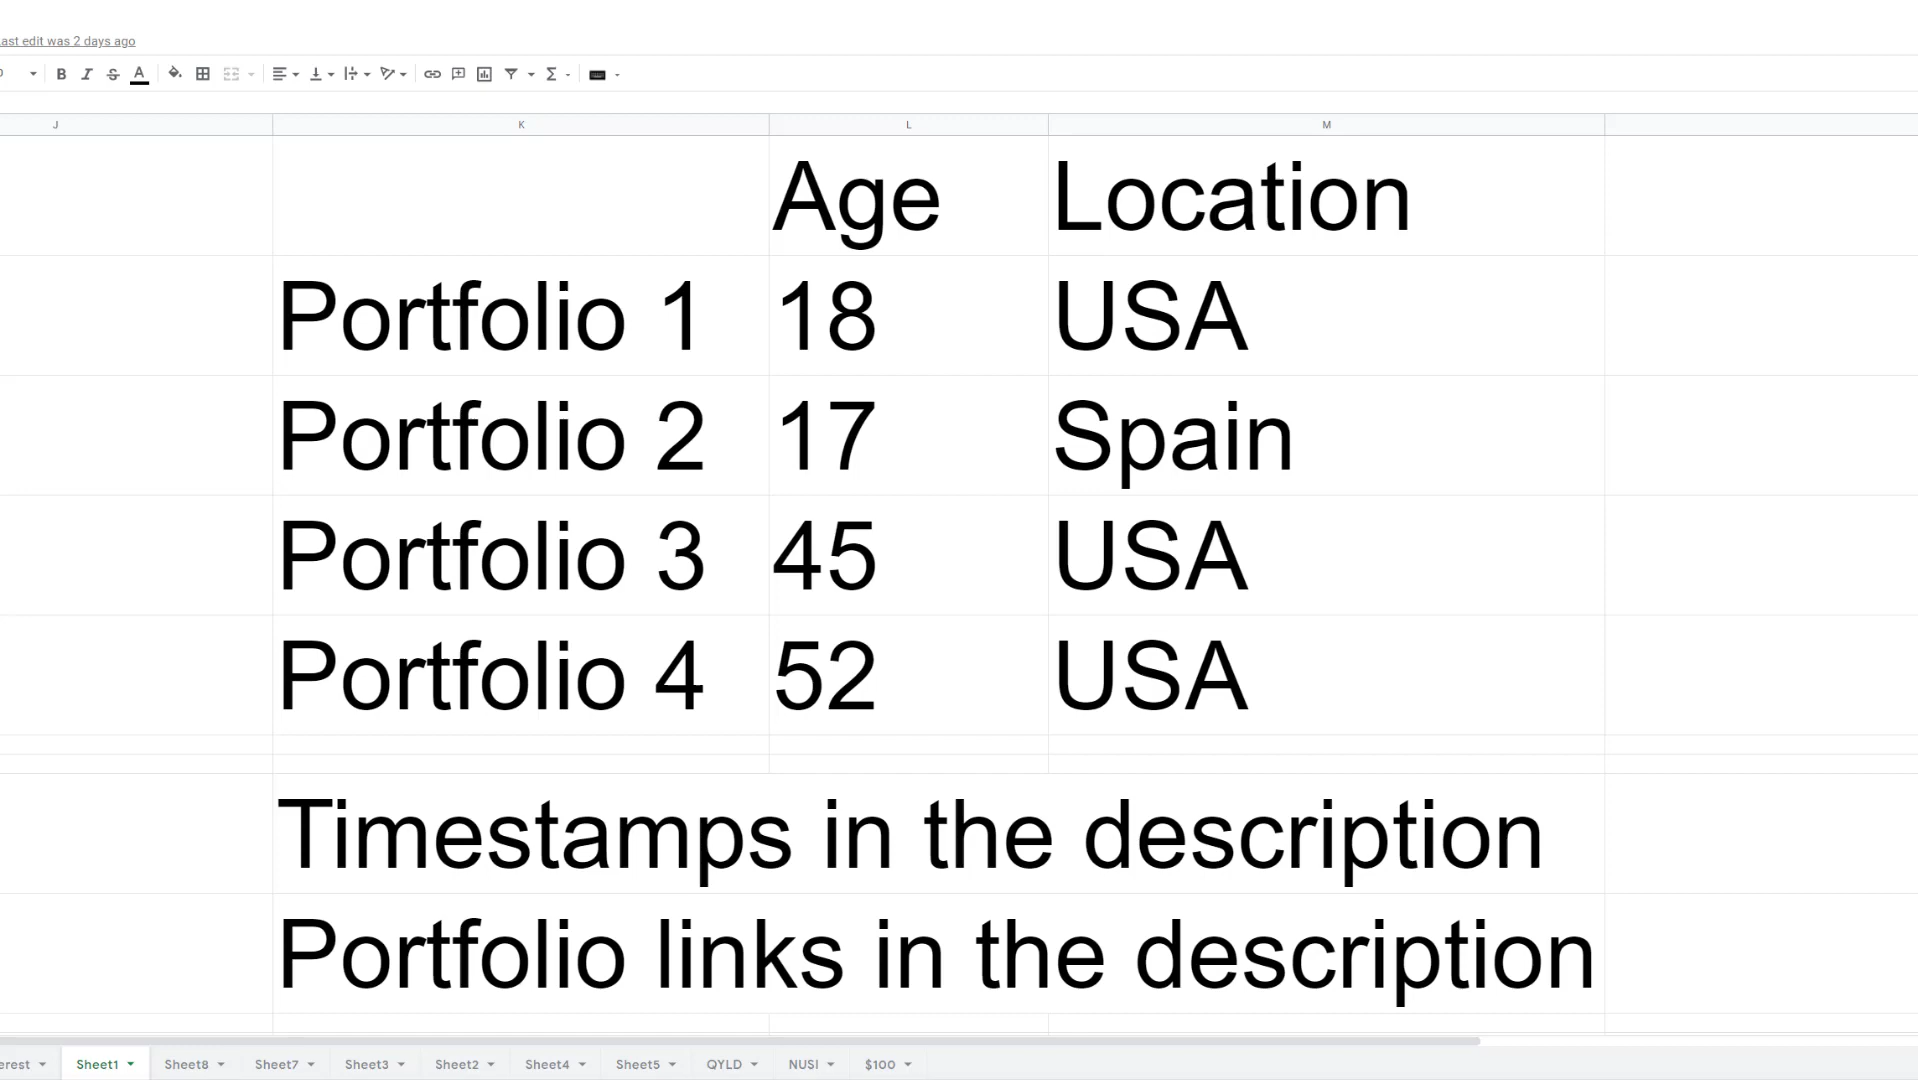 ast edit was 2 days ago
B I S A
J K L M
Age Location
Portfolio 1 18 USA
Portfolio 2 17 Spain
Portfolio 3 45 USA
Portfolio 4 52 USA
Timestamps in the description
Portfolio links in the description
erest Sheet1 Sheet8 Sheet7 Sheet3 Sheet2 Sheet4 Sheet5 QYLD NUSI $100